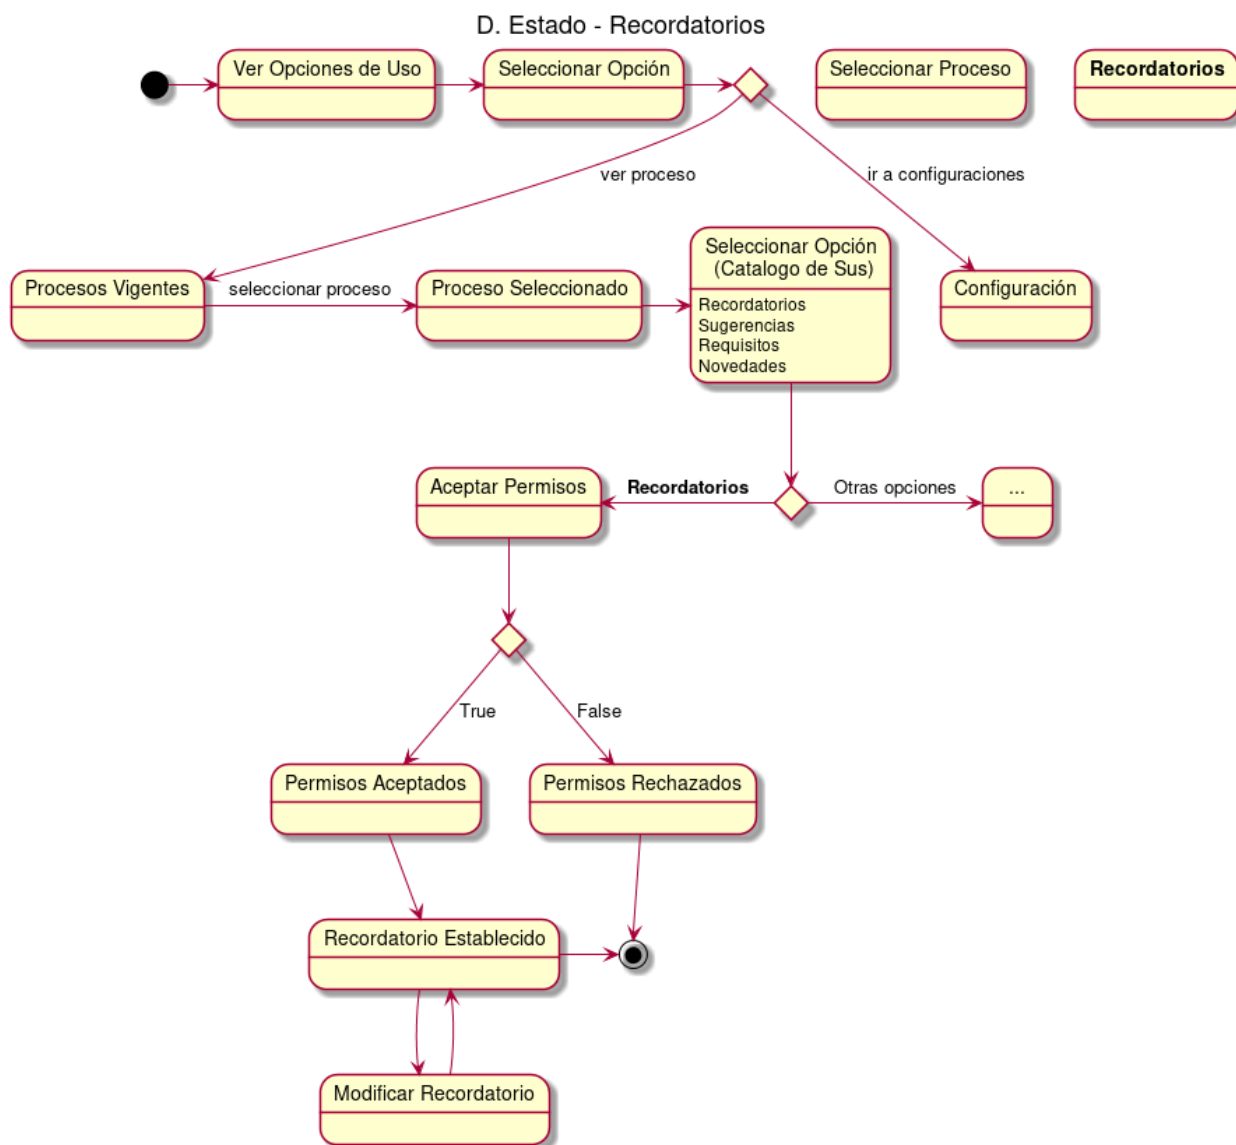 D. Estado - Recordatorios
Ver Opciones de Uso
Seleccionar Opción
Seleccionar Proceso
Recordatorios
ver proceso
ir a configuraciones
Procesos Vigentes
seleccionar proceso
Proceso Seleccionado
Seleccionar Opción
(Catalogo de Sus)
Recordatorios
Sugerencias
Requisitos
Novedades
Configuración
Aceptar Permisos
Recordatorios
Otras opciones
...
True
False
Permisos Aceptados
Permisos Rechazados
Recordatorio Establecido
Modificar Recordatorio